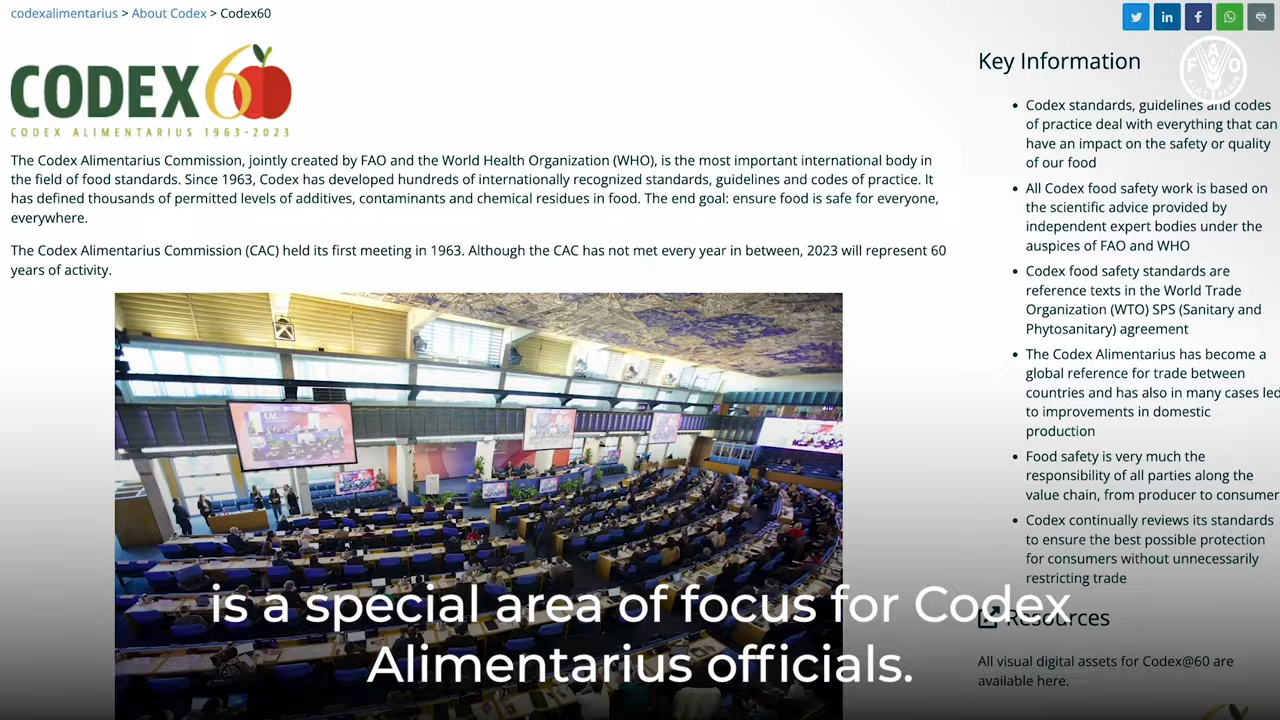 codexalimentarius > About Codex > Codex60
CODEX 60
CODEX ALIMENTARIUS 1963-2023
The Codex Alimentarius Commission, jointly created by FAO and the World Health Organization (WHO), is the most important international body in
the field of food standards. Since 1963, Codex has developed hundreds of internationally recognized standards, guidelines and codes of practice. It
has defined thousands of permitted levels of additives, contaminants and chemical residues in food. The end goal: ensure food is safe for everyone,
everywhere.
The Codex Alimentarius Commission (CAC) held its first meeting in 1963. Although the CAC has not met every year in between, 2023 will represent 60
years of activity.
CAC
Key Information
FAO
Codex standards, guidelines and codes
of practice deal with everything that can
have an impact on the safety or quality
of our food
All Codex food safety work is based on
the scientific advice provided by
independent expert bodies under the
auspices of FAO and WHO
Codex food safety standards are
reference texts in the World Trade
Organization (WTO) SPS (Sanitary and
Phytosanitary) agreement
The Codex Alimentarius has become a
global reference for trade between
countries and has also in many cases led
to improvements in domestic
production
Food safety is very much the
responsibility of all parties along the
value chain, from producer to consumer
Codex continually reviews its standards
to ensure the best possible protection
for consumers without unnecessarily
restricting trade
Resources
All visual digital assets for Codex@60 are
available here.
is a special area of focus for Codex
Alimentarius officials.